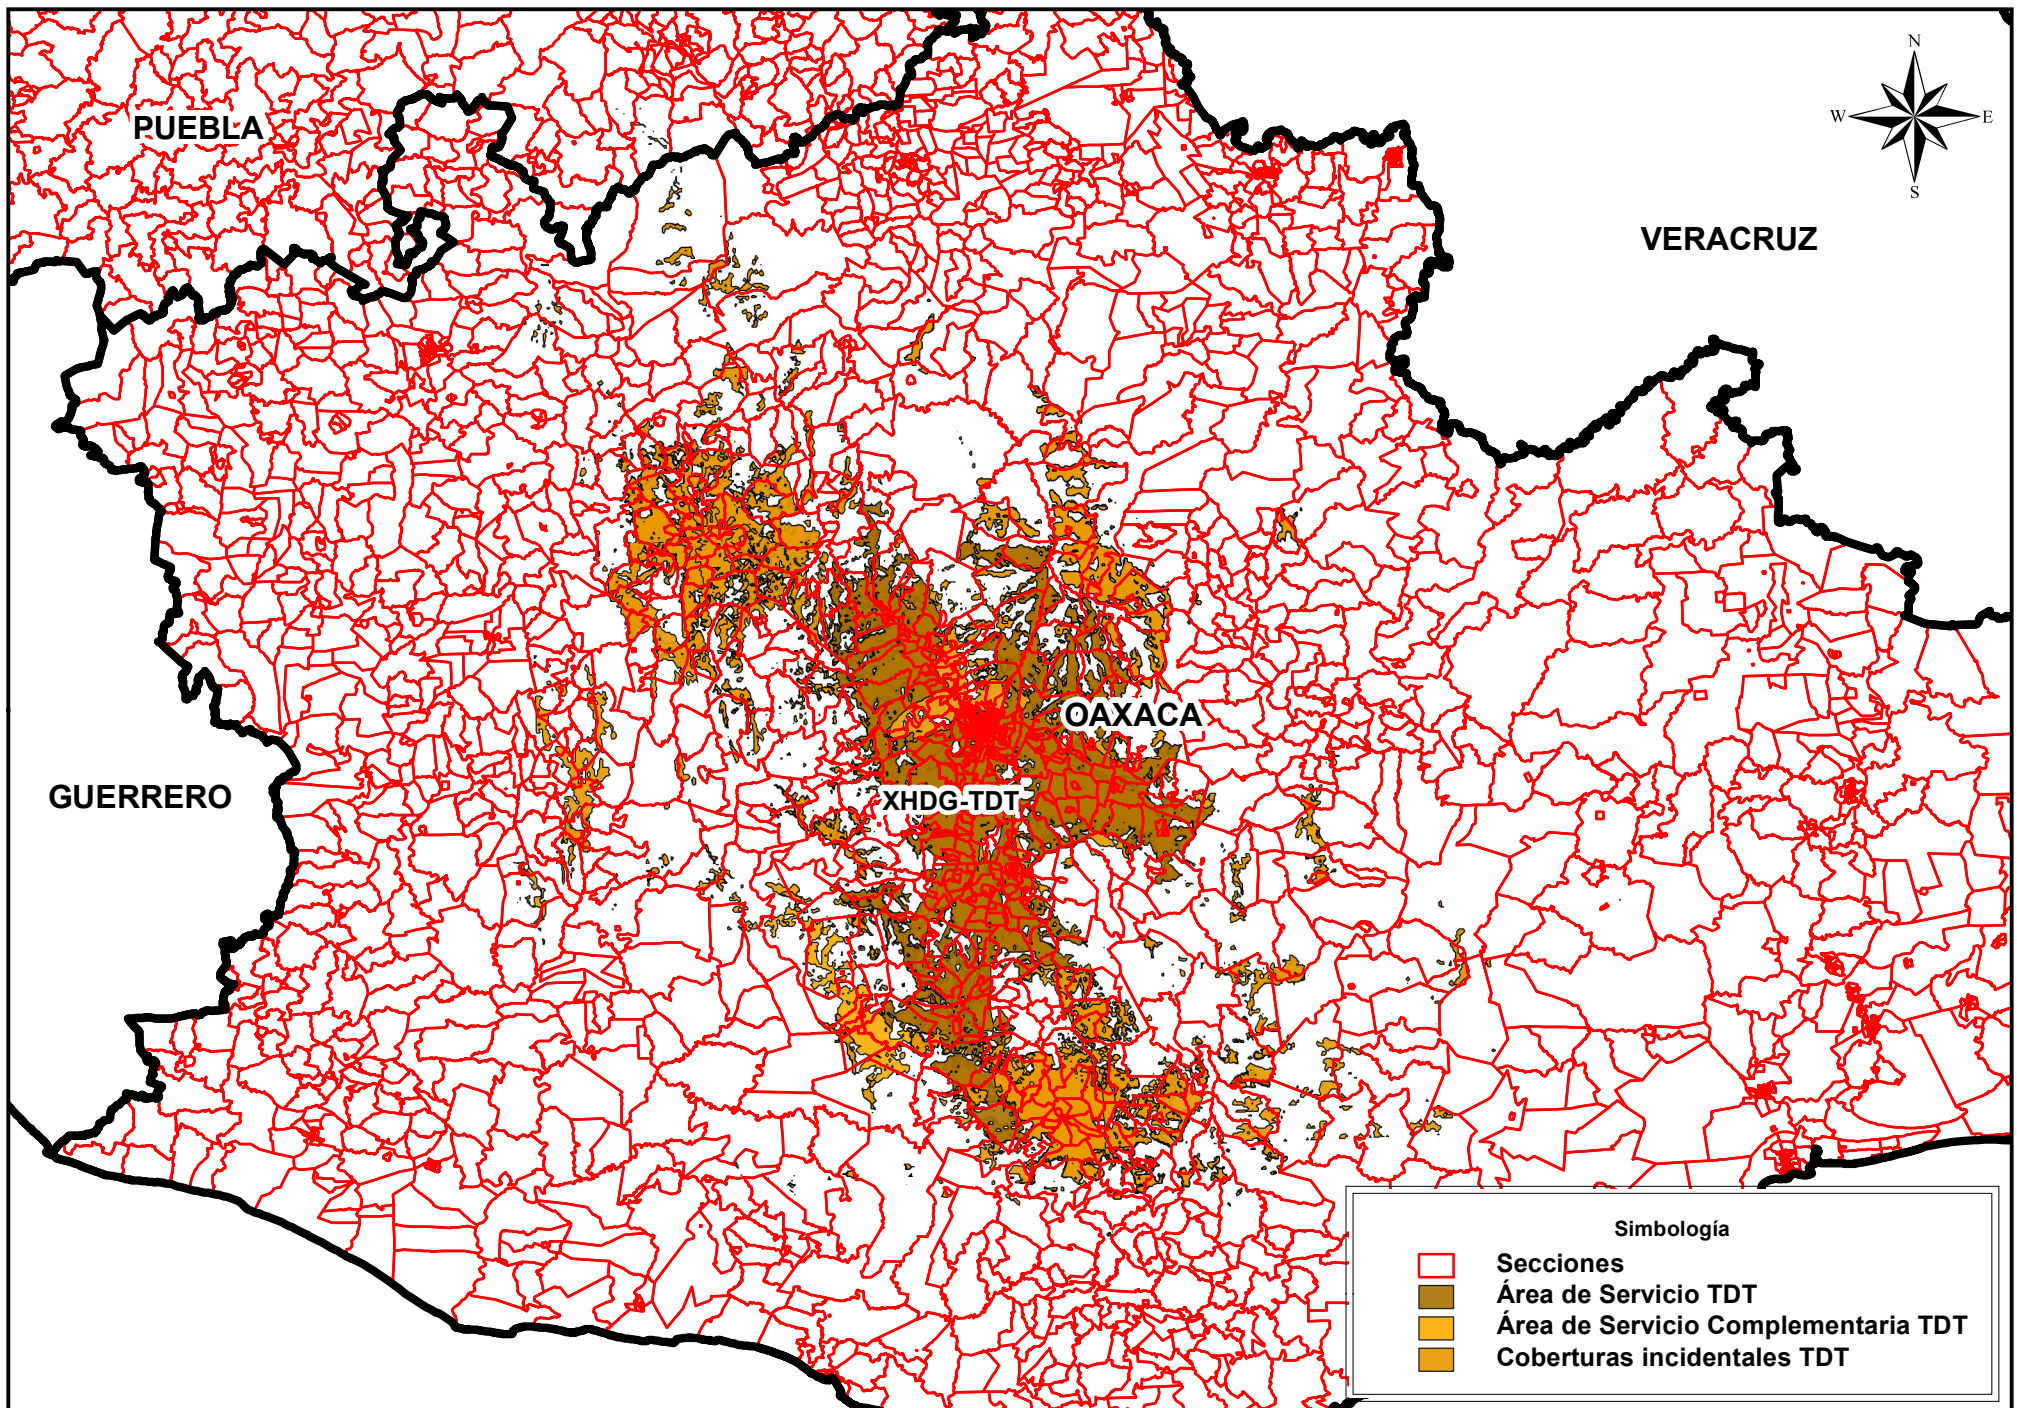 N
PUEBLA
W
E
S
VERACRUZ
OAXACA
GUERRERO
XHDG-TDT
Simbología
Secciones
Área de Servicio TDT
Área de Servicio Complementaria TDT
Coberturas incidentales TDT